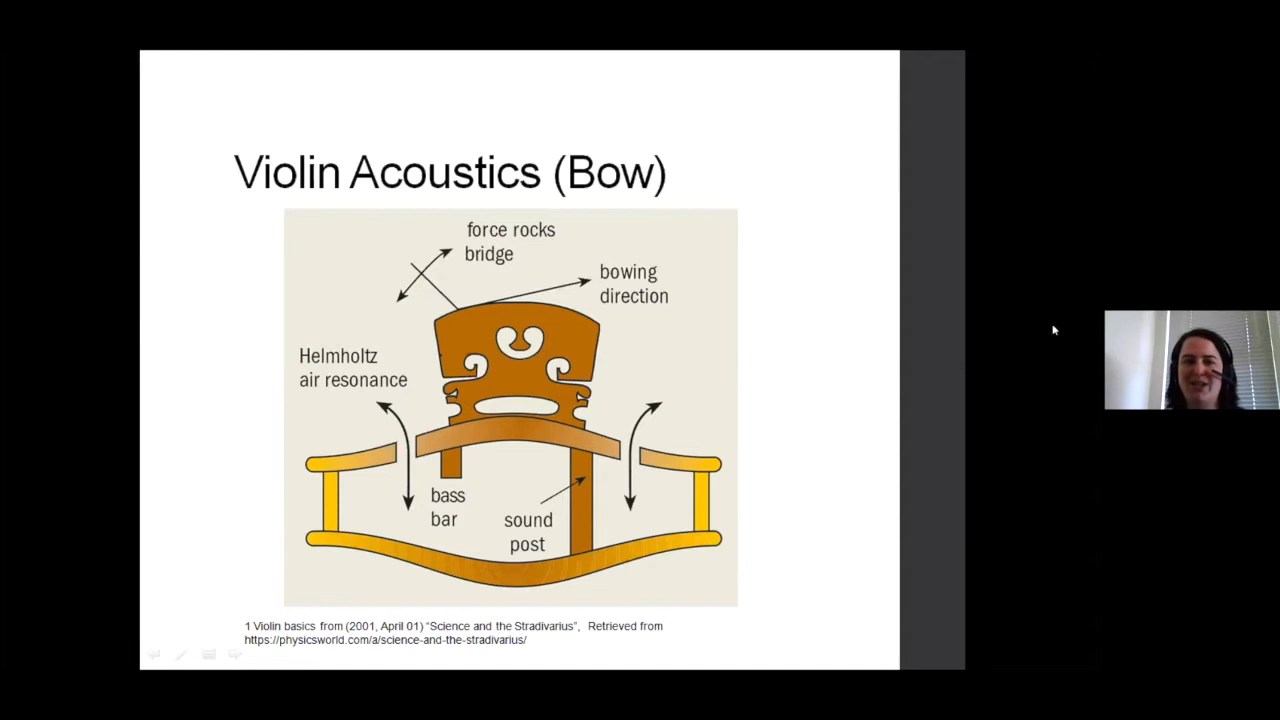 Violin Acoustics (Bow)
force rocks
bridge
bowing
direction
Helmholtz
air resonance
bass
bar
sound
post
1 Violin basics from (2001, April 01) “Science and the Stradivarius”, Retrieved from
https://physicsworld.com/a/science-and-the-stradivarius/